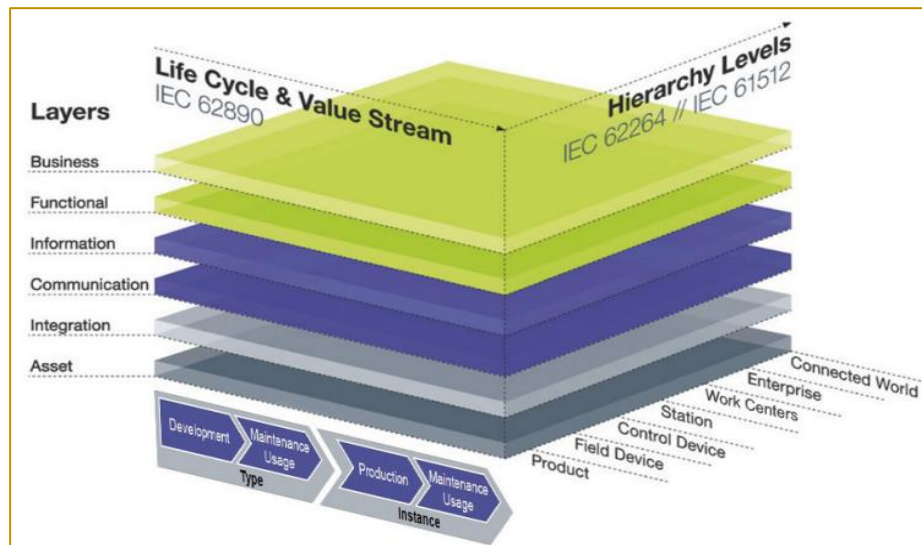 Life Cycle & Value Stream
IEC 62890
Hierarchy Levels
IEC 62264 // IEC 61512
Layers
Business
Functional
Information
Communication
Integration
Asset
Development
Maintenance
Usage
Type
Production
Maintenance
Usage
Instance
Connected World
Enterprise
Work Centers
Station
Control Device
Field Device
Product